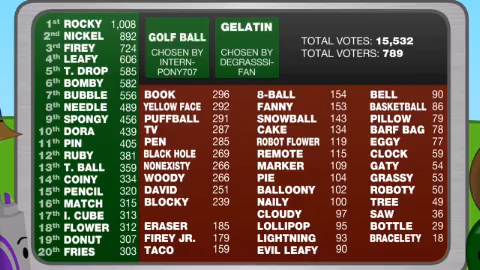 1st ROCKY 1,008
2nd NICKEL 892
3rd FIREY 724
4th LEAFY 606
5th T. DROP 585
6th BOMBY 582
7th BUBBLE 556
8th NEEDLE 489
9th SPONGY 456
10th DORA 439
11th PIN 405
12th RUBY 381
13th T. BALL 359
14th COINY 334
15th PENCIL 320
16th MATCH 315
17th I. CUBE 313
18th FLOWER 312
19th DONUT 307
20th FRIES 303
GOLF BALL
CHOSEN BY
INTERN-
PONY707
GELATIN
CHOSEN BY
DEGRASSSI-
FAN
TOTAL VOTES: 15,532
TOTAL VOTERS: 789
BOOK 296
YELLOW FACE 292
PUFFBALL 291
TV 287
PEN 285
BLACK HOLE 269
NONEXISTY 266
WOODY 266
DAVID 251
BLOCKY 239
ERASER 185
FIREY JR. 179
TACO 159
8-BALL 154
FANNY 153
SNOWBALL 143
CAKE 134
ROBOT FLOWER 119
REMOTE 115
MARKER 109
PIE 104
BALLOONY 102
NAILY 100
CLOUDY 97
LOLLIPOP 95
LIGHTNING 93
EVIL LEAFY 90
BELL 90
BASKETBALL 86
PILLOW 79
BARF BAG 78
EGGY 77
CLOCK 59
GATY 54
GRASSY 53
ROBOTY 50
TREE 49
SAW 36
BOTTLE 29
BRACELETY 18